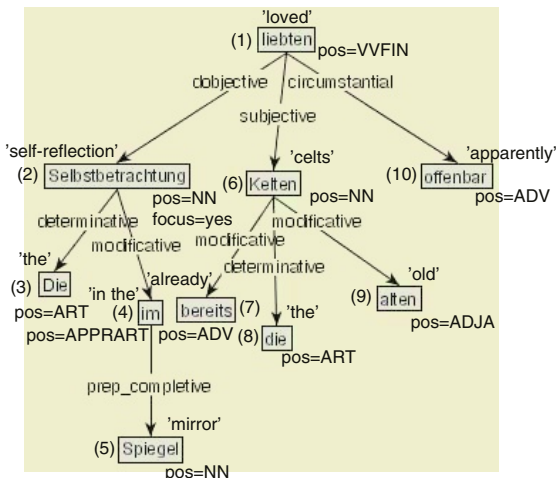 'loved'
(1) liebten pos=VVFIN
dobjective circumstantial
subjective
'self-reflection' 'celts' 'apparently'
(2) Selbstbetrachtung (6) Kelten (10) offenbar
pos=NN pos=NN pos=ADV
focus=yes
determinative modificative modificative
modificative determinative
'the' 'in the' 'already' 'old'
(3) Die (4) im bereits (7) 'the' (9) alten
pos=ART pos=APPRART pos=ADV (8) die pos=ADJA
pos=ART
prep_completive
'mirror'
(5) Spiegel
pos=NN